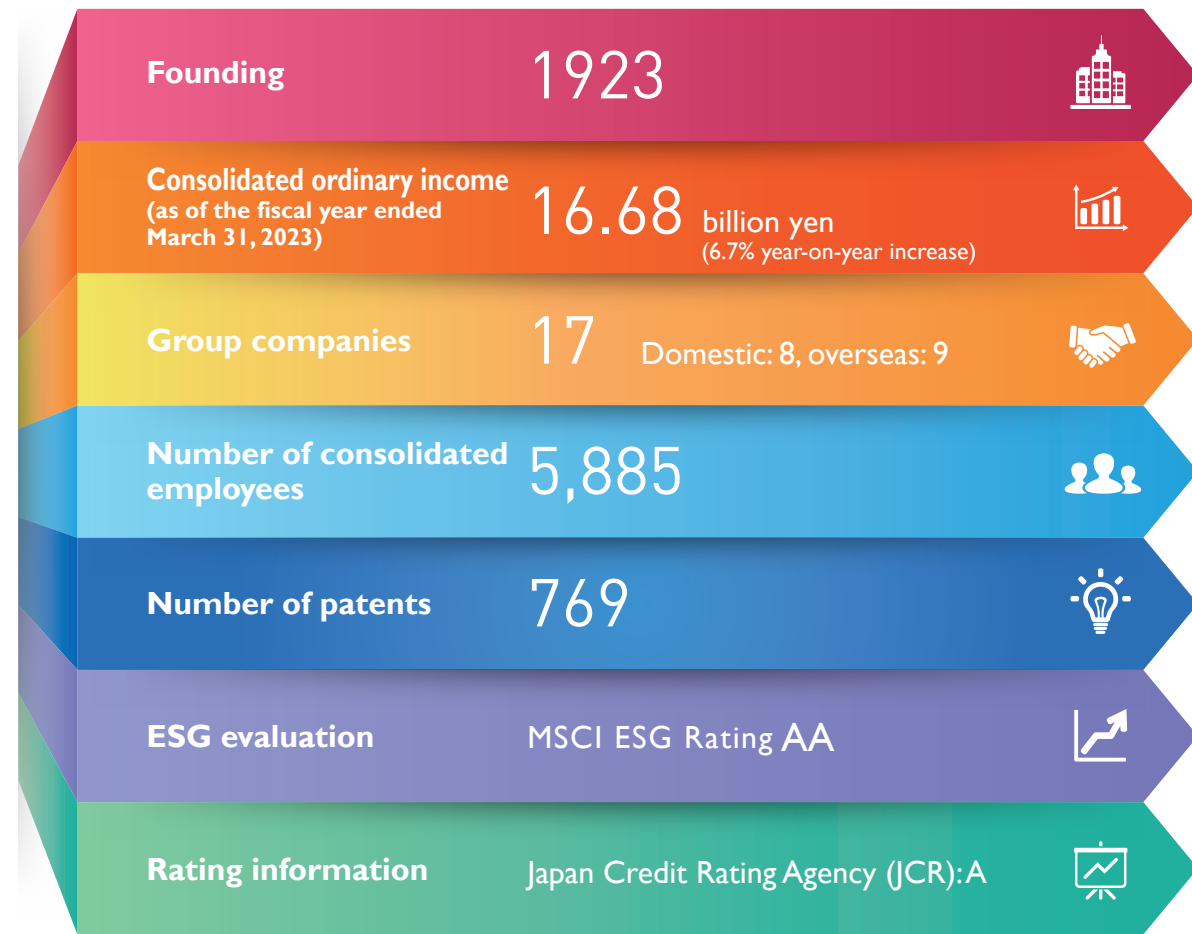 Founding
1923
Consolidated ordinary income
(as of the fiscal year ended
March 31, 2023)
16.68 billion yen
(6.7% year-on-year increase)
Group companies
17 Domestic: 8, overseas: 9
Number of consolidated
employees
5,885
Number of patents
769
ESG evaluation
MSCI ESG Rating AA
Rating information
Japan Credit Rating Agency (JCR): A